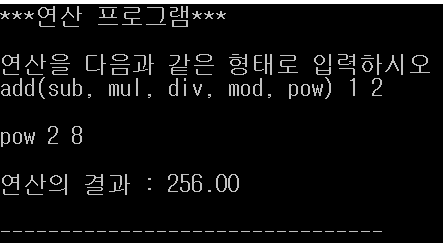 ***연산 프로그램***
연산을 다음과 같은 형태로 입력하시오
add(sub, mul, div, mod, pow) 1 2
pow 2 8
연산의 결과 : 256.00
--------------------------------